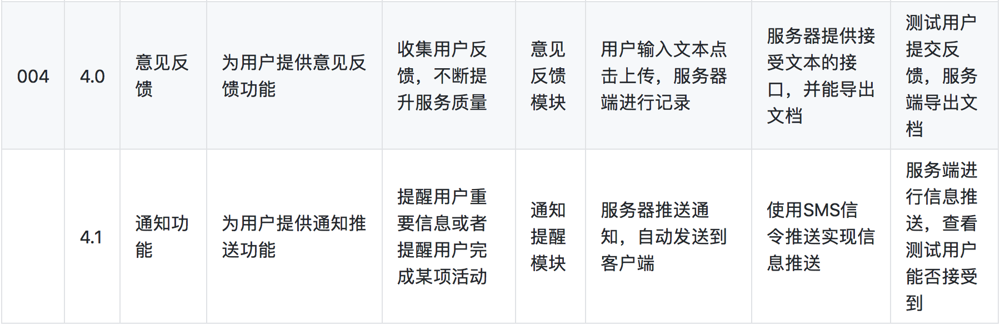 004
4.0
意见反
馈
为用户提供意见反
馈功能
收集用户反
馈，不断提
升服务质量
意见
反馈
模块
用户输入文本点
击上传，服务器
端进行记录
服务器提供接
受文本的接
口，并能导出
文档
测试用户
提交反
馈，服务
端导出文
档
4.1
通知功
能
为用户提供通知推
送功能
提醒用户重
要信息或者
提醒用户完
成某项活动
通知
提醒
模块
服务器推送通
知，自动发送到
客户端
使用SMS信
令推送实现信
息推送
服务端进
行信息推
送，查看
测试用户
能否接受
到